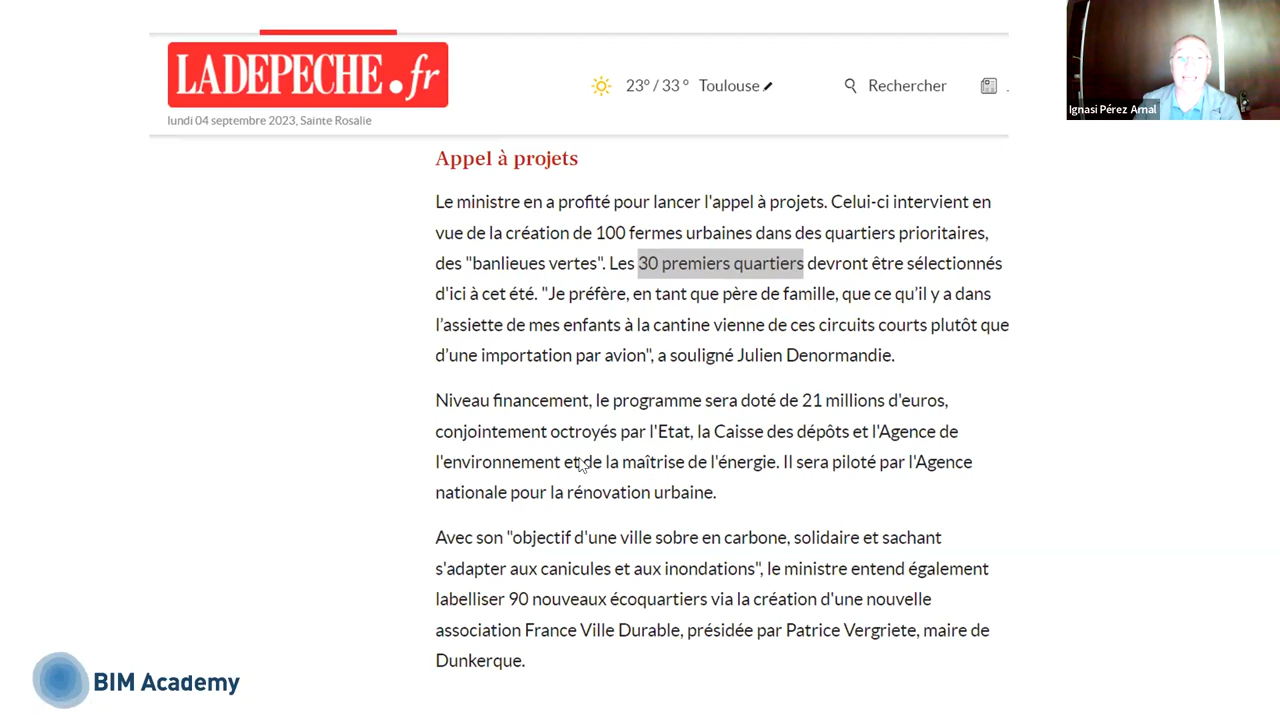 LADEPECHE.fr
23° / 33 ° Toulouse
Rechercher
lundi 04 septembre 2023, Sainte Rosalie
Ignasi Pérez Arnal
Appel à projets
Le ministre en a profité pour lancer l'appel à projets. Celui-ci intervient en
vue de la création de 100 fermes urbaines dans des quartiers prioritaires,
des "banlieues vertes". Les 30 premiers quartiers devront être sélectionnés
d'ici à cet été. "Je préfère, en tant que père de famille, que ce qu’il y a dans
l’assiette de mes enfants à la cantine vienne de ces circuits courts plutôt que
d’une importation par avion", a souligné Julien Denormandie.
Niveau financement, le programme sera doté de 21 millions d'euros,
conjointement octroyés par l'Etat, la Caisse des dépôts et l'Agence de
l'environnement et de la maîtrise de l'énergie. Il sera piloté par l'Agence
nationale pour la rénovation urbaine.
Avec son "objectif d'une ville sobre en carbone, solidaire et sachant
s'adapter aux canicules et aux inondations", le ministre entend également
labelliser 90 nouveaux écoquartiers via la création d'une nouvelle
association France Ville Durable, présidée par Patrice Vergriete, maire de
Dunkerque.
BIM Academy